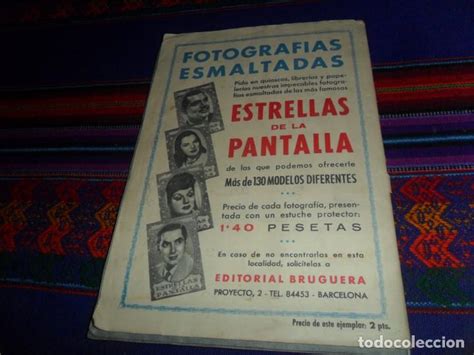 FOTOGRAFIAS
ESMALTADAS
Pida en quioscos, librerías y pape-
lerías nuestras impecables fotogra-
fías esmaltadas de las más famosas
ESTRELLAS
DE LA
PANTALLA
de las que podemos ofrecerle
Más de 130 MODELOS DIFERENTES
Precio de cada fotografía, presen-
tada con un estuche protector:
1'40 PESETAS
En caso de no encontrarlas en esta
localidad, solicítelas a
EDITORIAL BRUGUERA
PROYECTO, 2 - TEL. 84453 - BARCELONA
ESTRELLAS
PANTALLA
Precio de este ejemplar: 2 pts.
todocoleccion